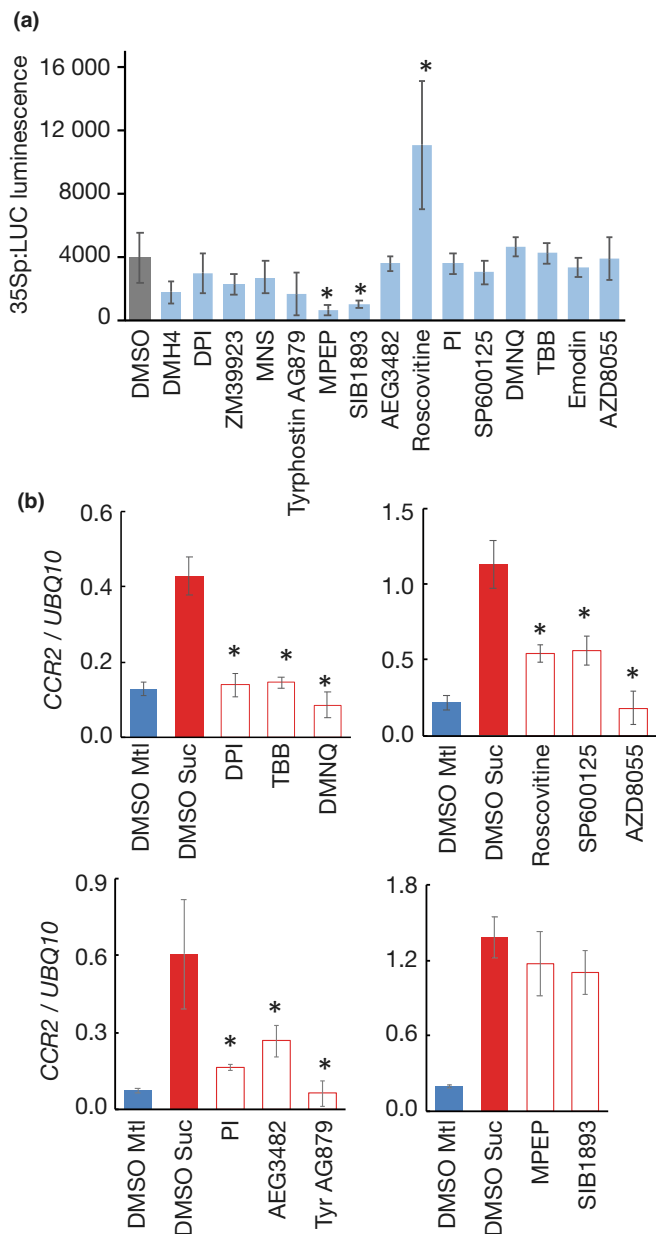 (a)
35Sp:LUC luminescence
16 000
12 000
8000
4000
0
*
*
*
DMSO
DMH4
DPI
ZM39923
MNS
Tyrphostin AG879
MPEP
SIB1893
AEG3482
Roscovitine
PI
SP600125
DMNQ
TBB
Emodin
AZD8055
(b)
CCR2 / UBQ10
0.6
0.4
0.2
0.0
*
*
*
DMSO Mtl
DMSO Suc
DPI
TBB
DMNQ
1.5
1.0
0.5
0.0
*
*
*
DMSO Mtl
DMSO Suc
Roscovitine
SP600125
AZD8055
CCR2 / UBQ10
0.9
0.6
0.3
0.0
*
*
*
DMSO Mtl
DMSO Suc
PI
AEG3482
Tyr AG879
1.8
1.2
0.6
0.0
DMSO Mtl
DMSO Suc
MPEP
SIB1893